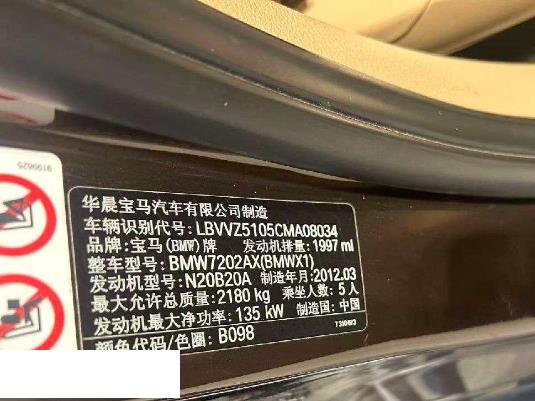 华晨宝马汽车有限公司制造
车辆识别代号: LBVVZ5105CMA08034
品牌: 宝马(BMW)牌 发动机排量: 1997 ml
整车型号: BMW7202AX(BMWX1)
发动机型号: N20B20A 制造年月: 2012.03
最大允许总质量: 2180 kg 乘坐人数: 5 人
发动机最大净功率: 135 kW 制造国: 中国
颜色代码/色圈: B098
9199625